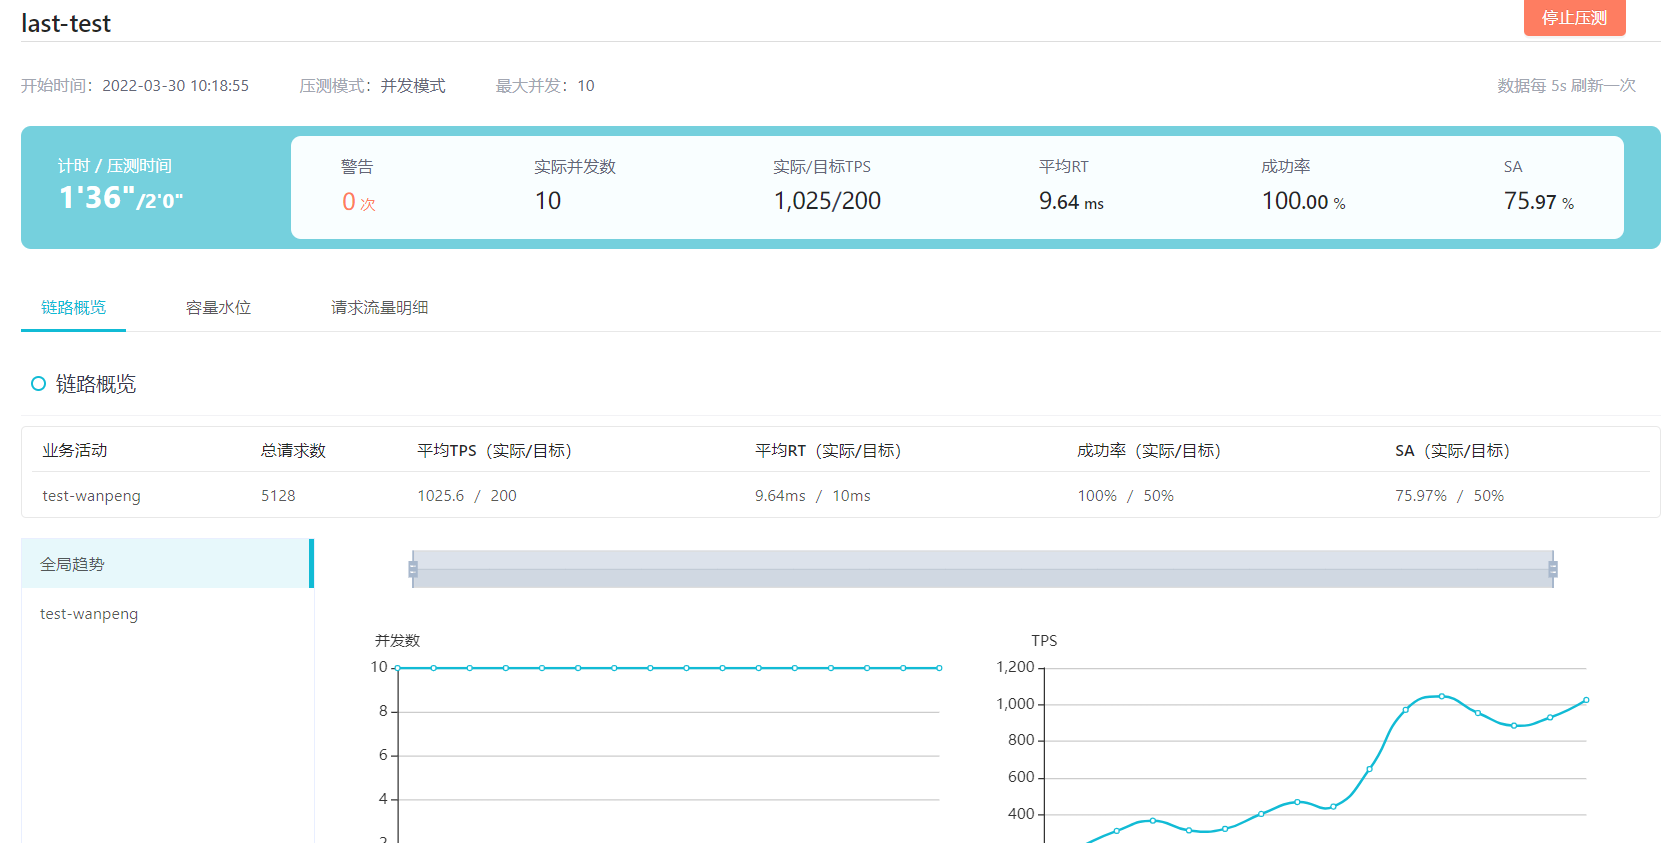 last-test
停止压测
开始时间：2022-03-30 10:18:55 压测模式：并发模式 最大并发：10 数据每 5s 刷新一次
计时 / 压测时间
1'36"/2'0"
警告 实际并发数 实际/目标TPS 平均RT 成功率 SA
0 次 10 1,025/200 9.64 ms 100.00 % 75.97 %
链路概览 容量水位 请求流量明细
链路概览
业务活动 总请求数 平均TPS（实际/目标） 平均RT（实际/目标） 成功率（实际/目标） SA（实际/目标）
test-wanpeng 5128 1025.6 / 200 9.64ms / 10ms 100% / 50% 75.97% / 50%
全局趋势
test-wanpeng
并发数
10
8
6
4
2
TPS
1,200
1,000
800
600
400